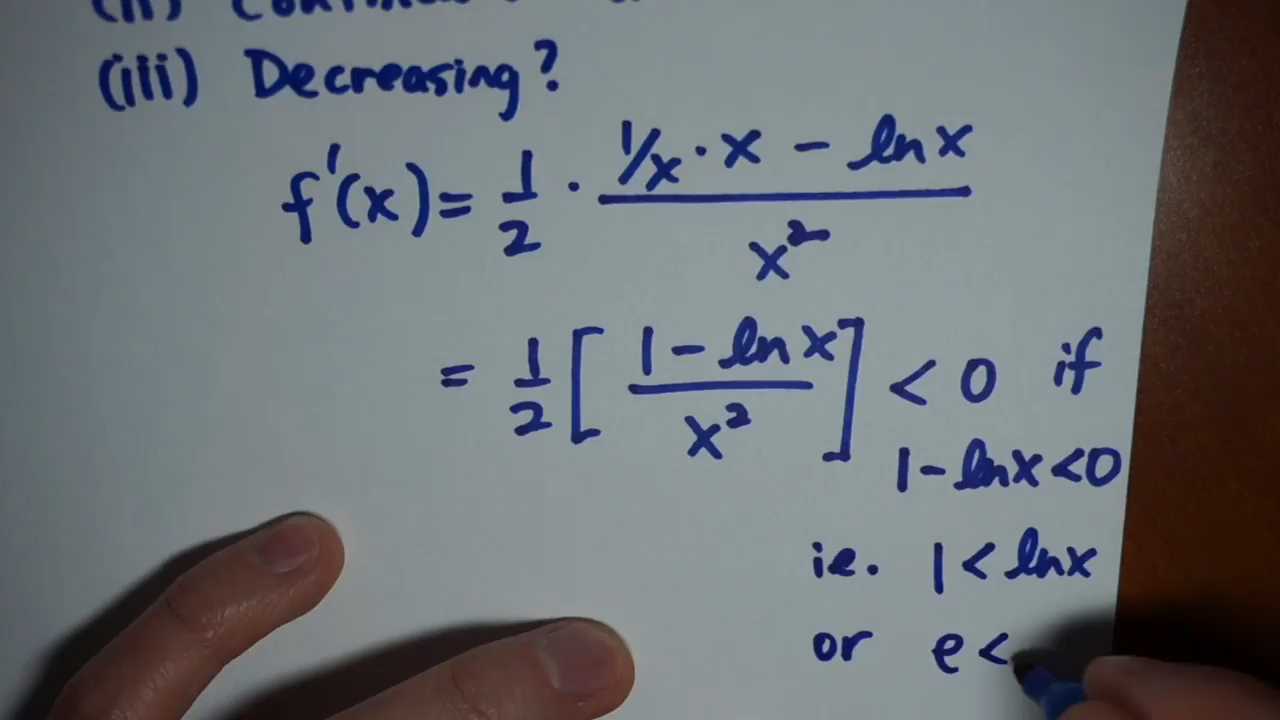 (ii)
(iii) Decreasing?
f'(x) = 1/2 · (1/x · x - ln x)/x²
= 1/2 [ (1 - ln x)/x² ] < 0 if
1 - ln x < 0
ie. 1 < ln x
or e <